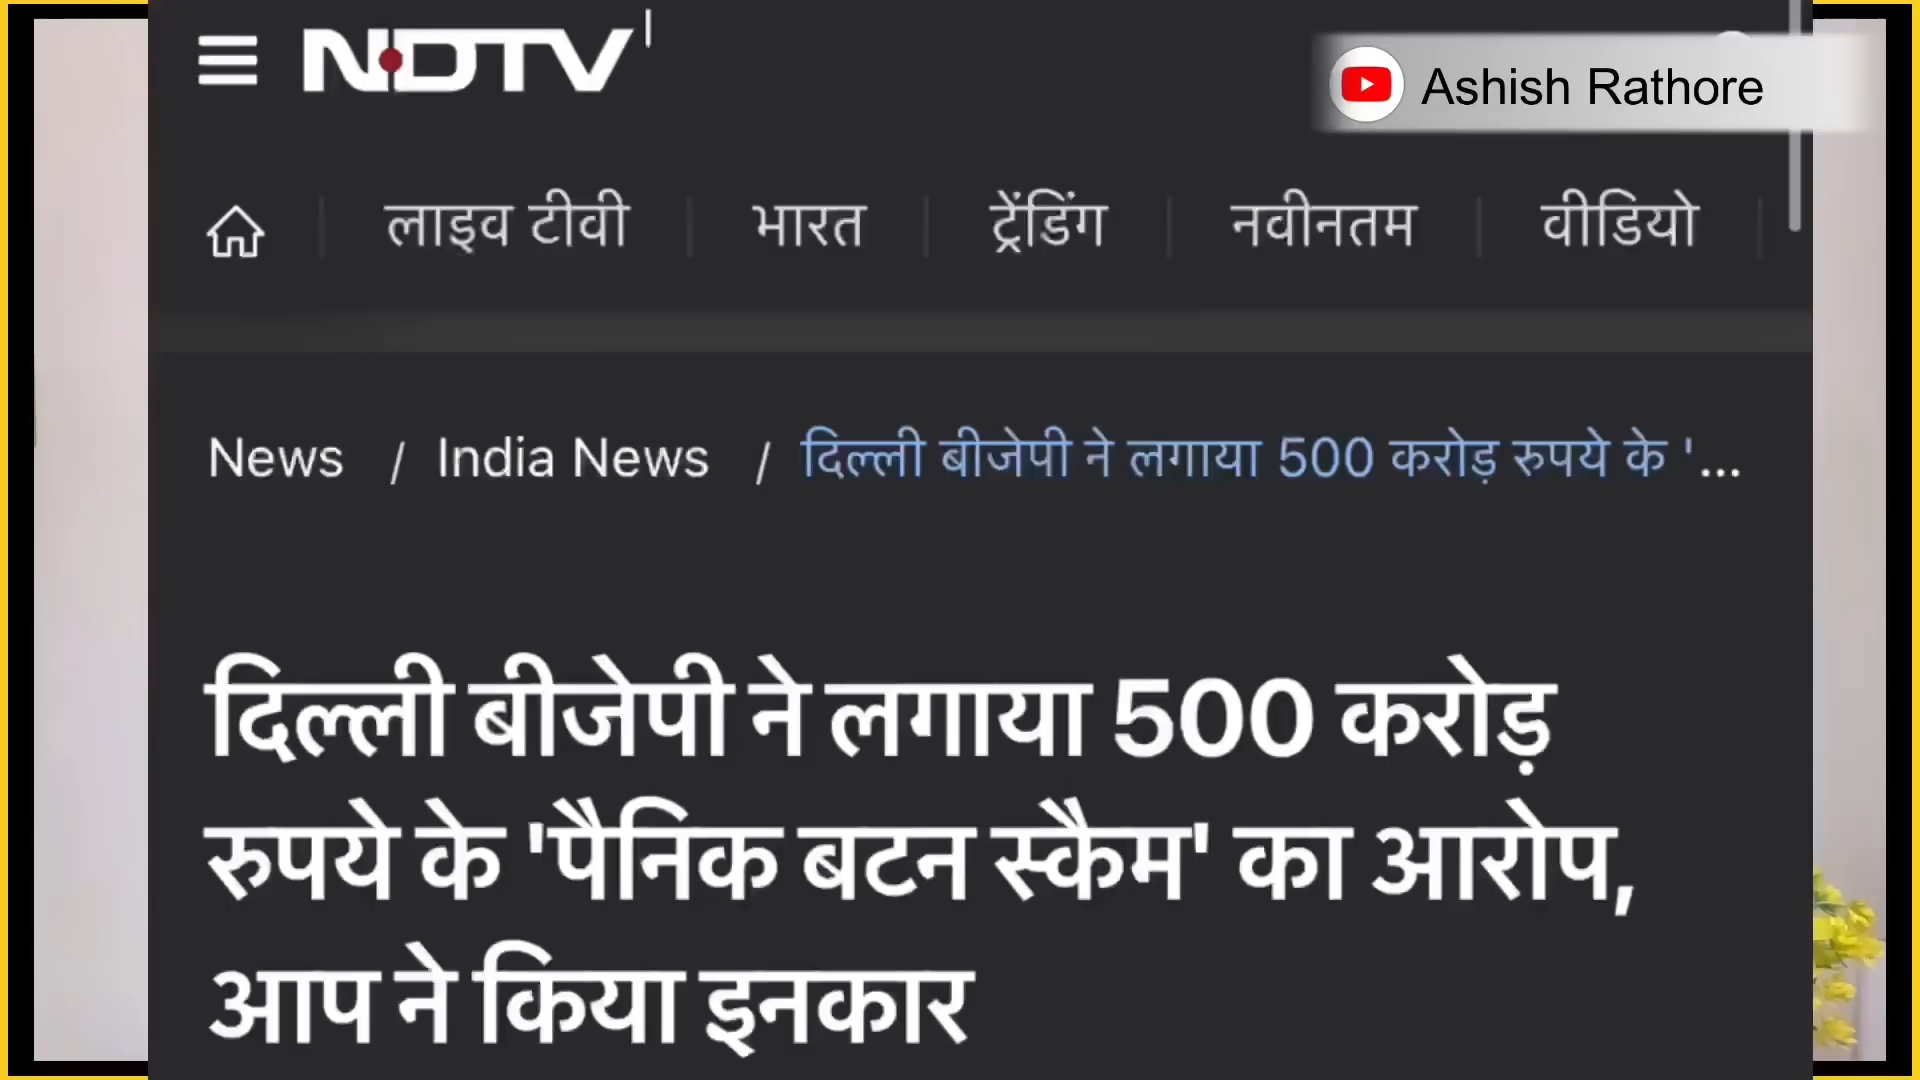 NDTV
Ashish Rathore
लाइव टीवी भारत ट्रेंडिंग नवीनतम वीडियो
News / India News / दिल्ली बीजेपी ने लगाया 500 करोड़ रुपये के '...
दिल्ली बीजेपी ने लगाया 500 करोड़
रुपये के 'पैनिक बटन स्कैम' का आरोप,
आप ने किया इनकार